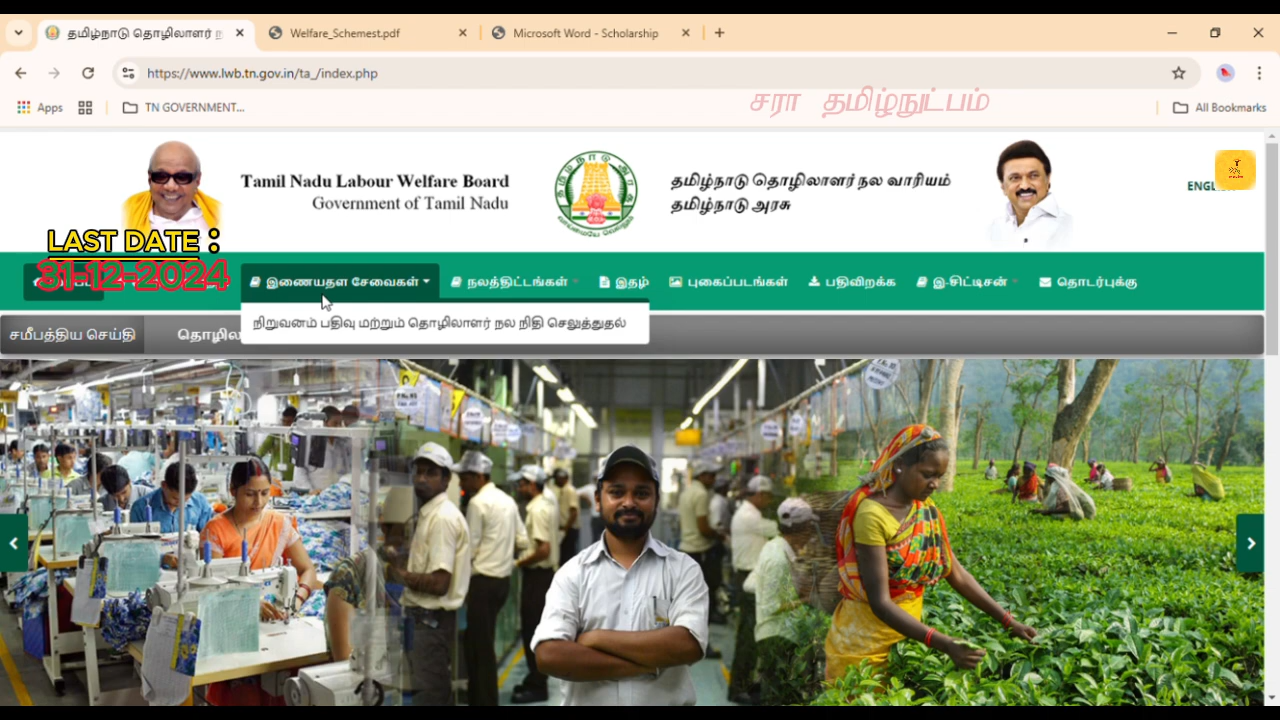 தமிழ்நாடு தொழிலாளர் ந
Welfare_Schemest.pdf
Microsoft Word - Scholarship
https://www.lwb.tn.gov.in/ta_/index.php
Apps
TN GOVERNMENT...
All Bookmarks
சரா தமிழ்நுட்பம்
Tamil Nadu Labour Welfare Board
Government of Tamil Nadu
தமிழ்நாடு தொழிலாளர் நல வாரியம்
தமிழ்நாடு அரசு
LAST DATE :
31-12-2024
இணையதள சேவைகள்
நலத்திட்டங்கள்
இதழ்
புகைப்படங்கள்
பதிவிறக்க
இ-சிட்டிசன்
தொடர்புக்கு
நிறுவனம் பதிவு மற்றும் தொழிலாளர் நல நிதி செலுத்துதல்
சமீபத்திய செய்தி